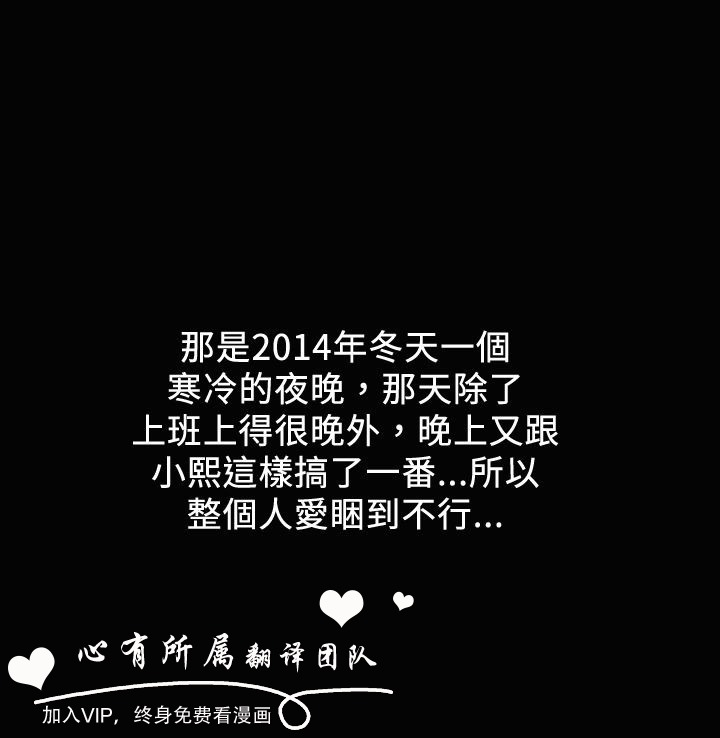 那是2014年冬天一個
寒冷的夜晚，那天除了
上班上得很晚外，晚上又跟
小熙這樣搞了一番...所以
整個人愛睏到不行...
心有所属翻译团队
加入VIP，终身免费看漫画